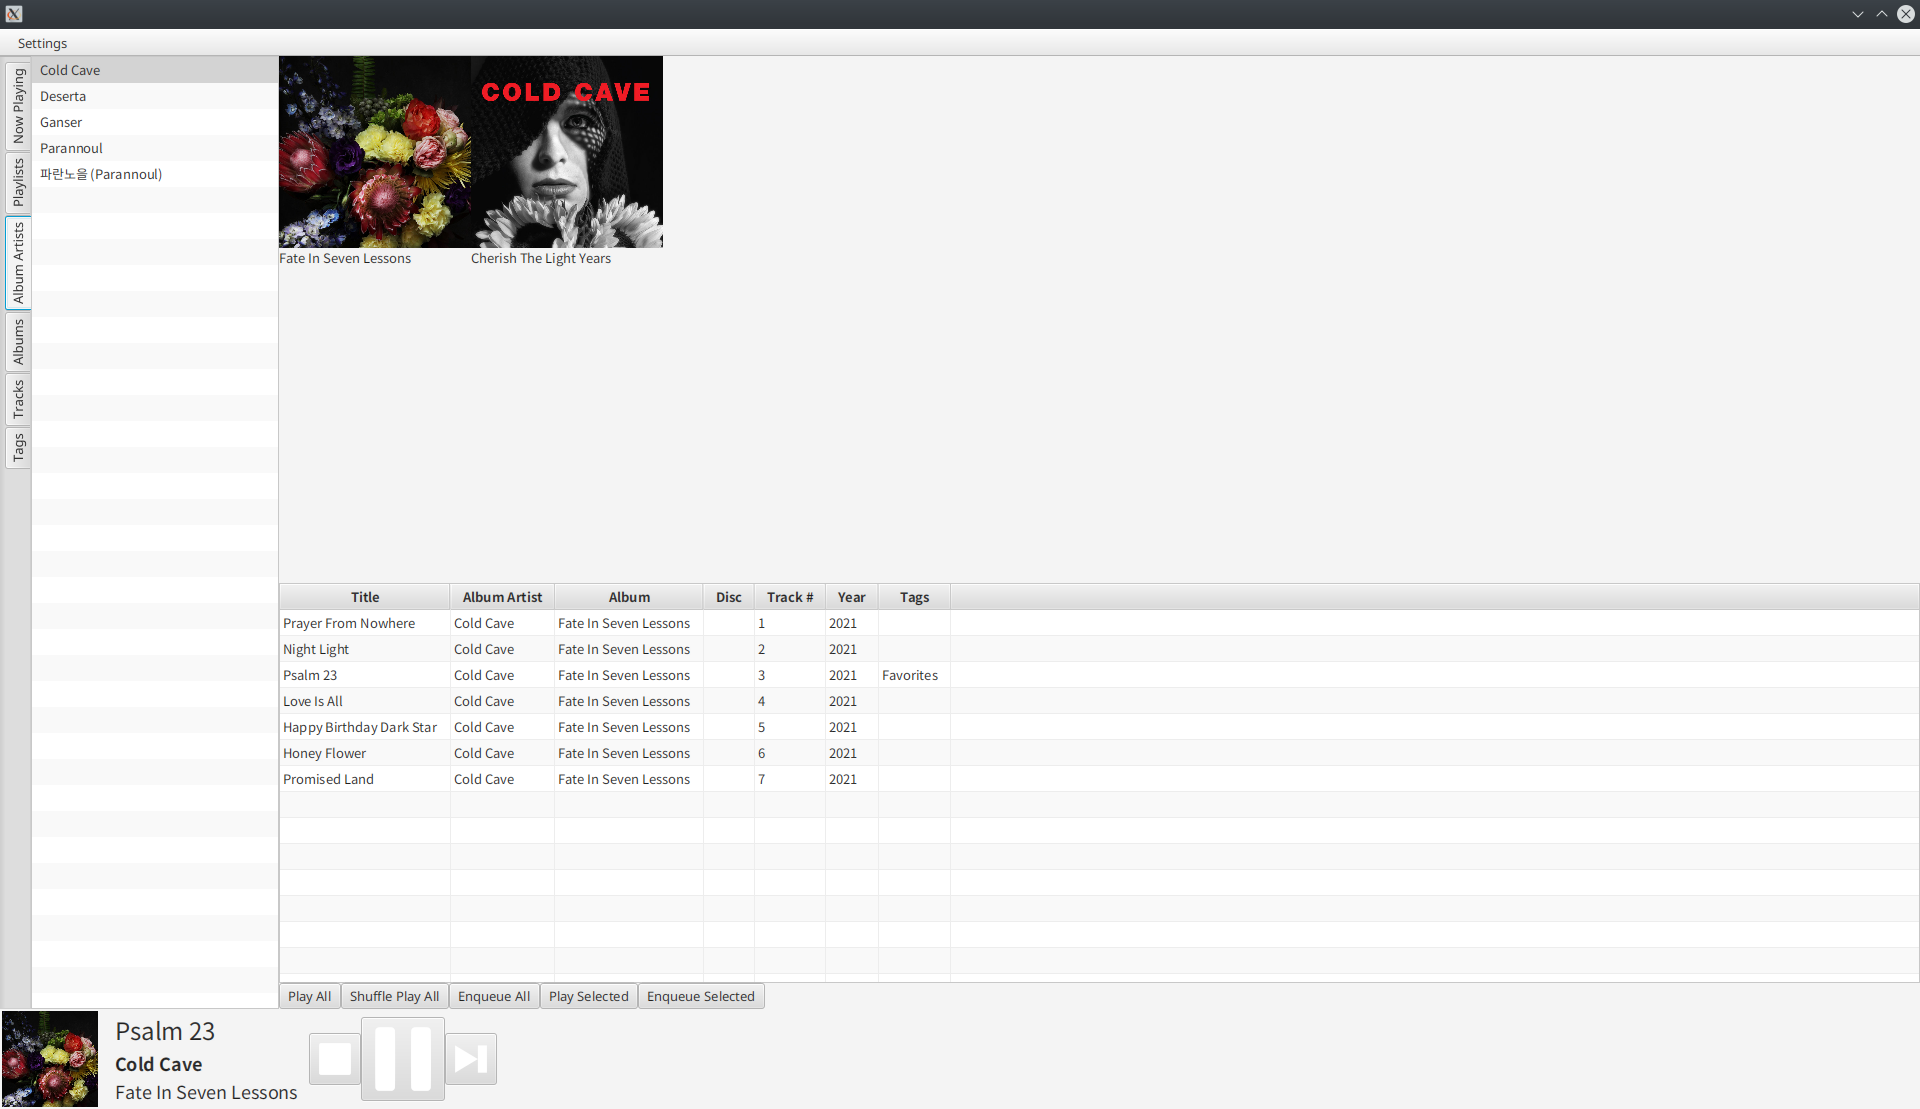 Settings
Now Playing
Playlists
Album Artists
Albums
Tracks
Tags
Cold Cave
Deserta
Ganser
Parannoul
파란노을 (Parannoul)
COLD CAVE
Fate In Seven Lessons
Cherish The Light Years
Title Album Artist Album Disc Track # Year Tags
Prayer From Nowhere Cold Cave Fate In Seven Lessons 1 2021
Night Light Cold Cave Fate In Seven Lessons 2 2021
Psalm 23 Cold Cave Fate In Seven Lessons 3 2021 Favorites
Love Is All Cold Cave Fate In Seven Lessons 4 2021
Happy Birthday Dark Star Cold Cave Fate In Seven Lessons 5 2021
Honey Flower Cold Cave Fate In Seven Lessons 6 2021
Promised Land Cold Cave Fate In Seven Lessons 7 2021
Play All Shuffle Play All Enqueue All Play Selected Enqueue Selected
Psalm 23
Cold Cave
Fate In Seven Lessons